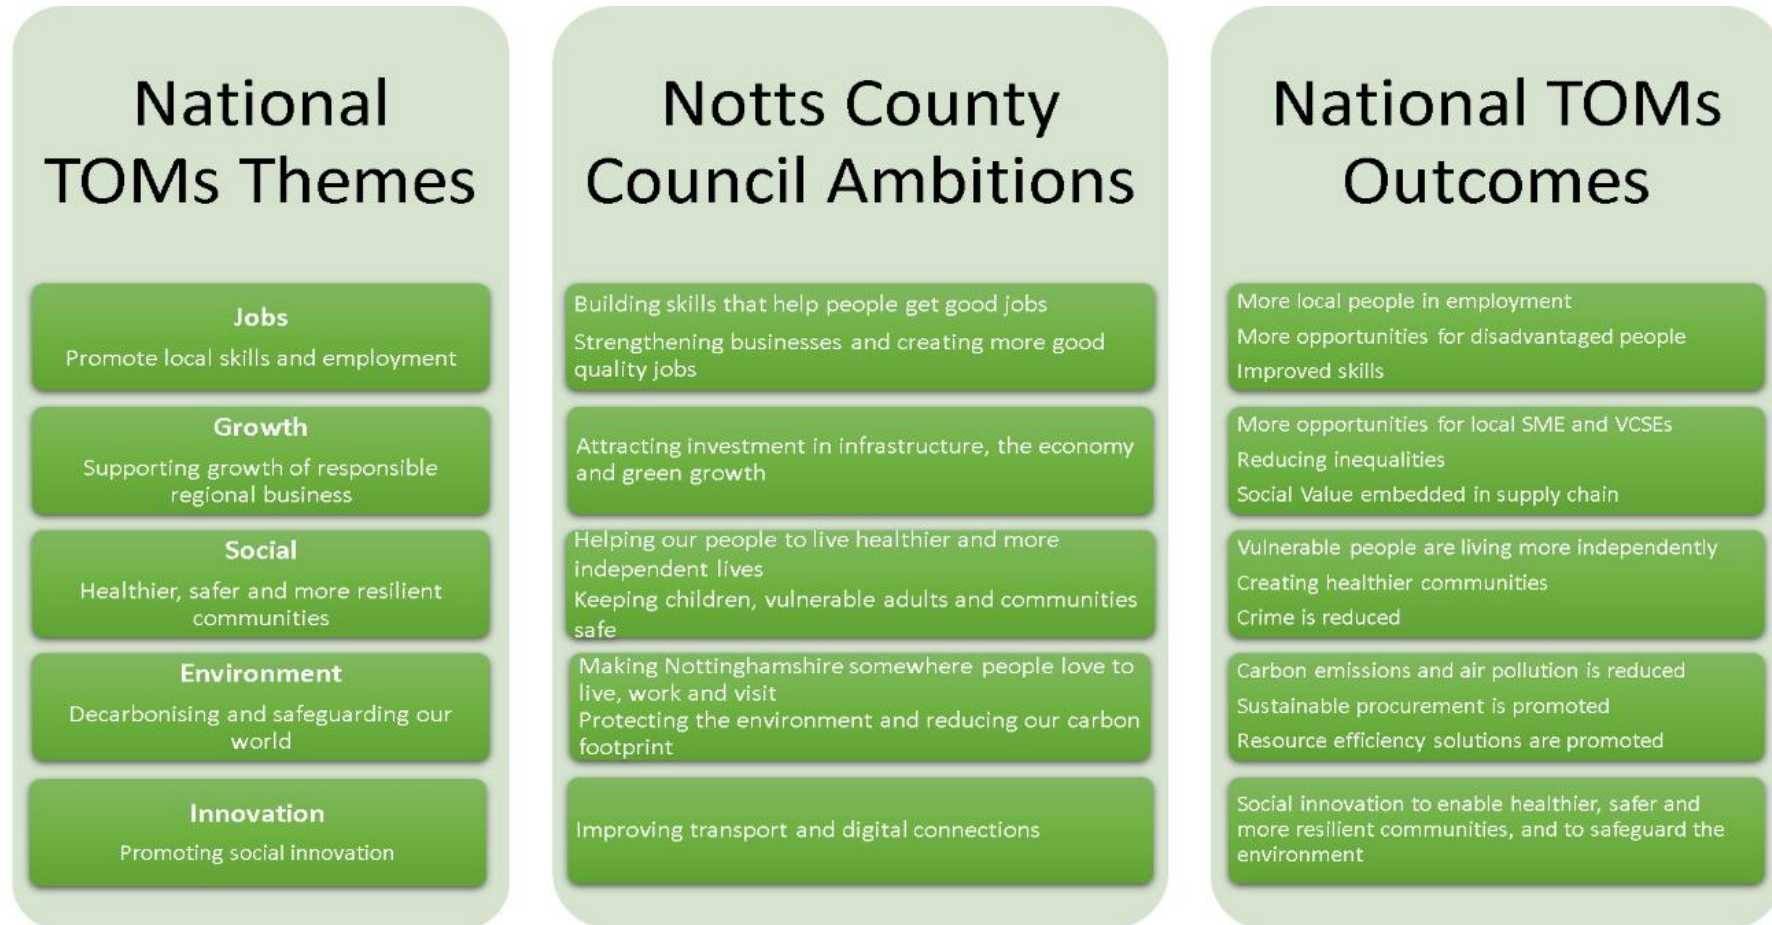 National
TOMs Themes
Jobs
Promote local skills and employment
Growth
Supporting growth of responsible
regional business
Social
Healthier, safer and more resilient
communities
Environment
Decarbonising and safeguarding our
world
Innovation
Promoting social innovation
Notts County
Council Ambitions
Building skills that help people get good jobs
Strengthening businesses and creating more good
quality jobs
Attracting investment in infrastructure, the economy
and green growth
Helping our people to live healthier and more
independent lives
Keeping children, vulnerable adults and communities
safe
Making Nottinghamshire somewhere people love to
live, work and visit
Protecting the environment and reducing our carbon
footprint
Improving transport and digital connections
National TOMs
Outcomes
More local people in employment
More opportunities for disadvantaged people
Improved skills
More opportunities for local SME and VCSEs
Reducing inequalities
Social Value embedded in supply chain
Vulnerable people are living more independently
Creating healthier communities
Crime is reduced
Carbon emissions and air pollution is reduced
Sustainable procurement is promoted
Resource efficiency solutions are promoted
Social innovation to enable healthier, safer and
more resilient communities, and to safeguard the
environment